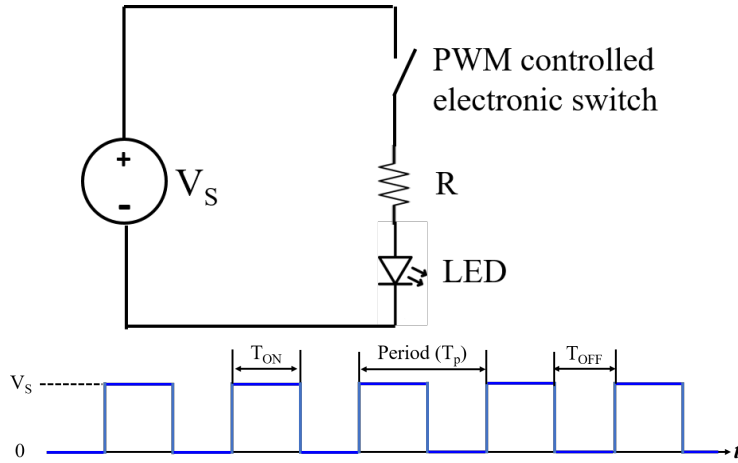 PWM controlled
electronic switch
+
-
V_S
R
LED
T_ON
Period (T_p)
T_OFF
V_S
0
t